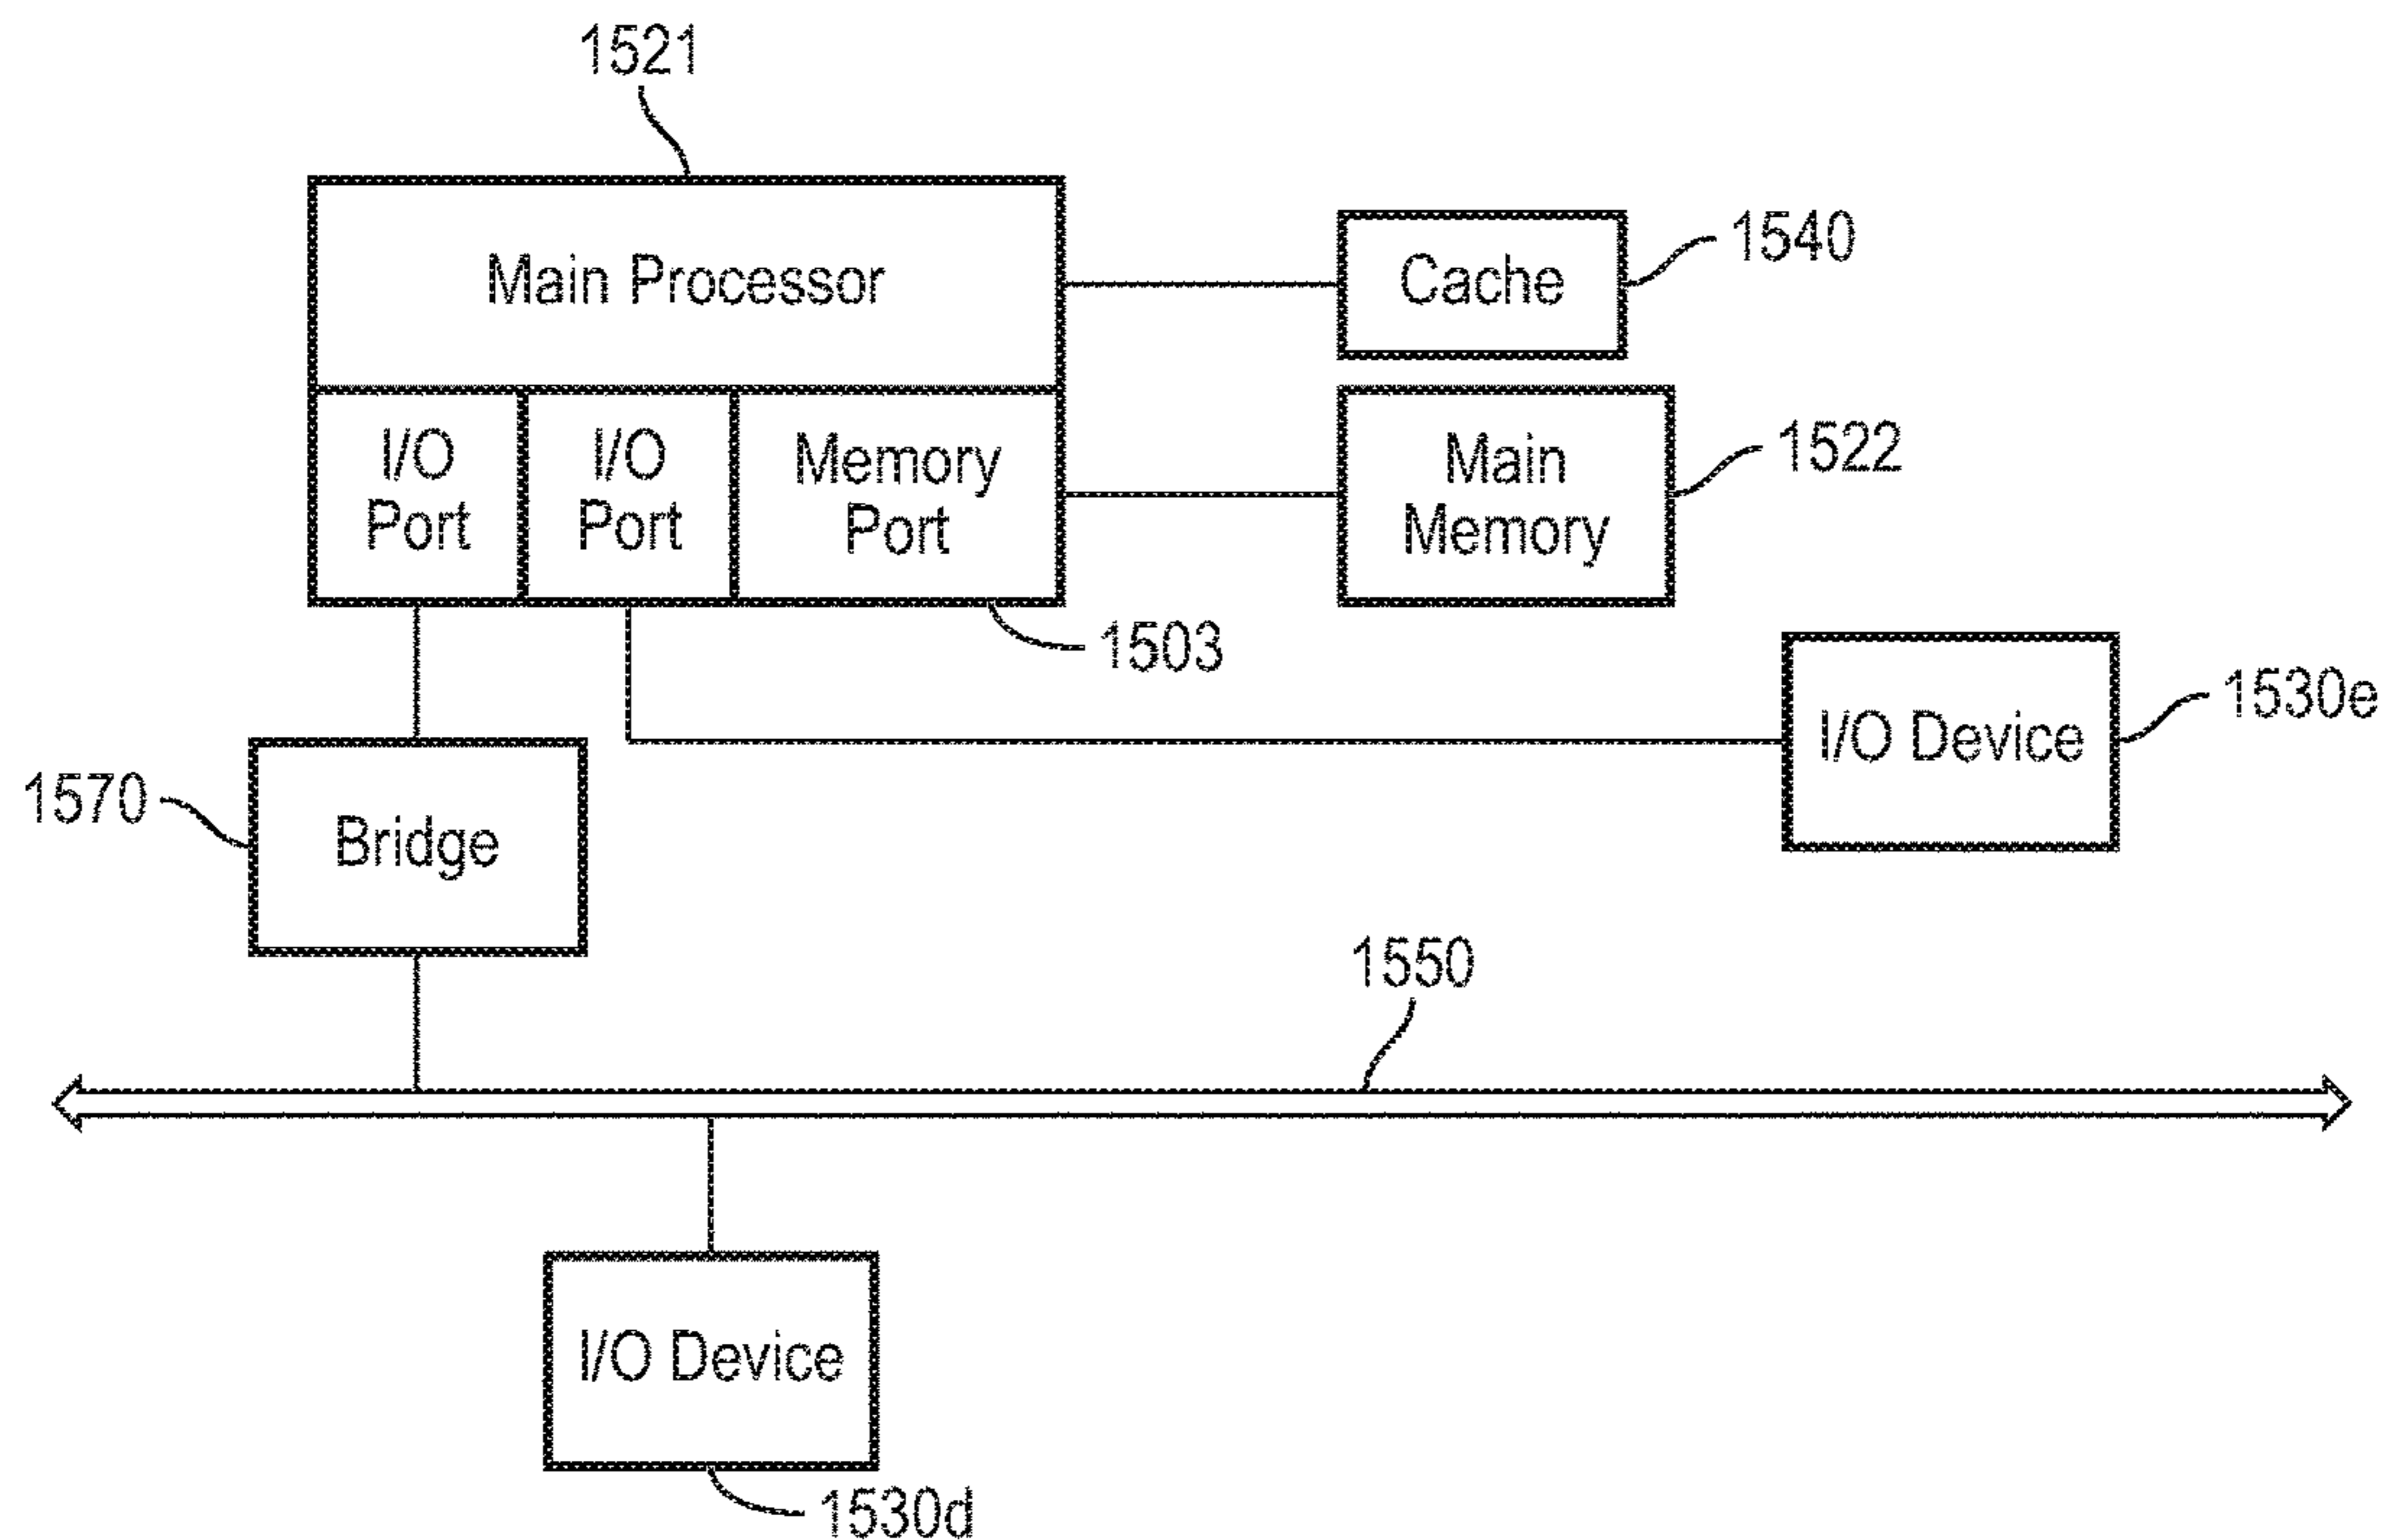 1521
Main Processor
Cache
1540
I/O
Port
I/O
Port
Memory
Port
Main
Memory
1522
1503
I/O Device
1530e
1570
Bridge
1550
I/O Device
1530d